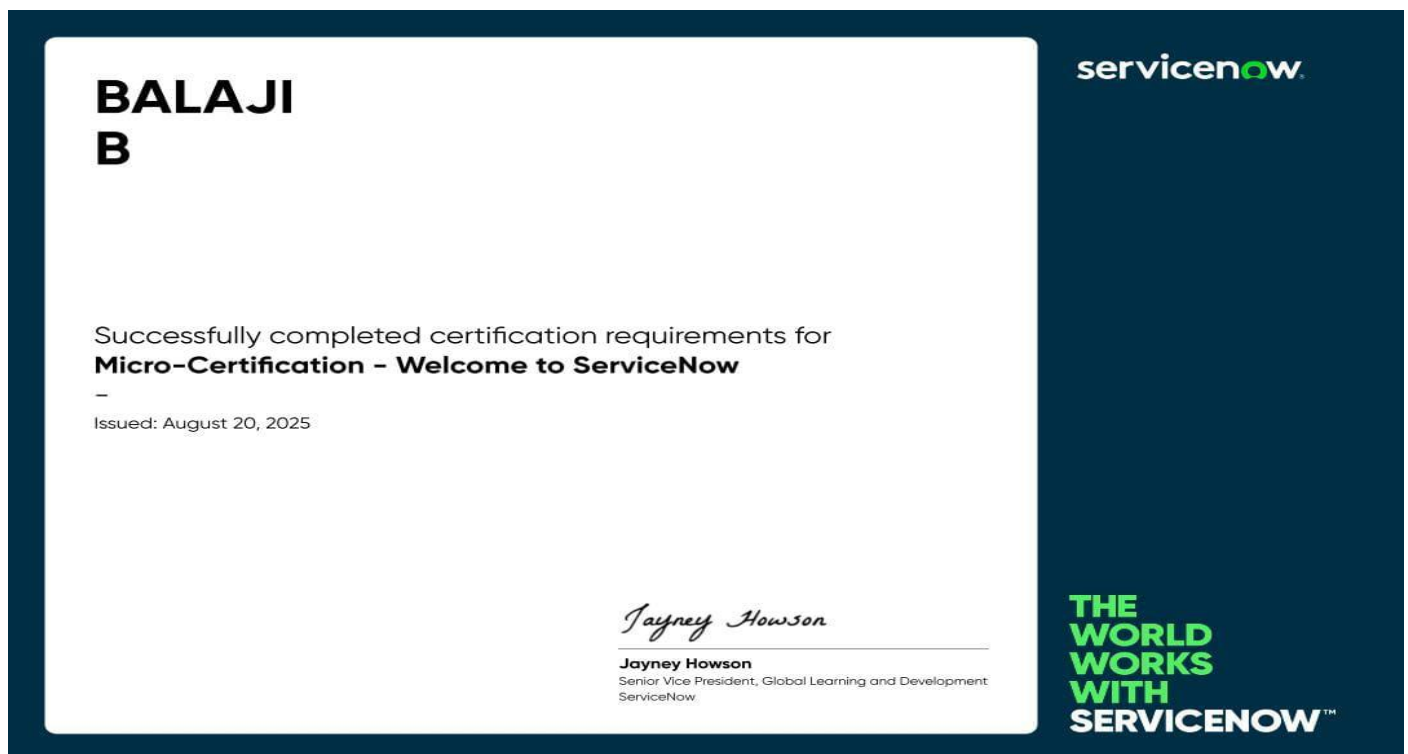 BALAJI
B
Successfully completed certification requirements for
Micro-Certification - Welcome to ServiceNow
–
Issued: August 20, 2025
Jayney Howson
Jayney Howson
Senior Vice President, Global Learning and Development
ServiceNow
servicenow.
THE
WORLD
WORKS
WITH
SERVICENOW™